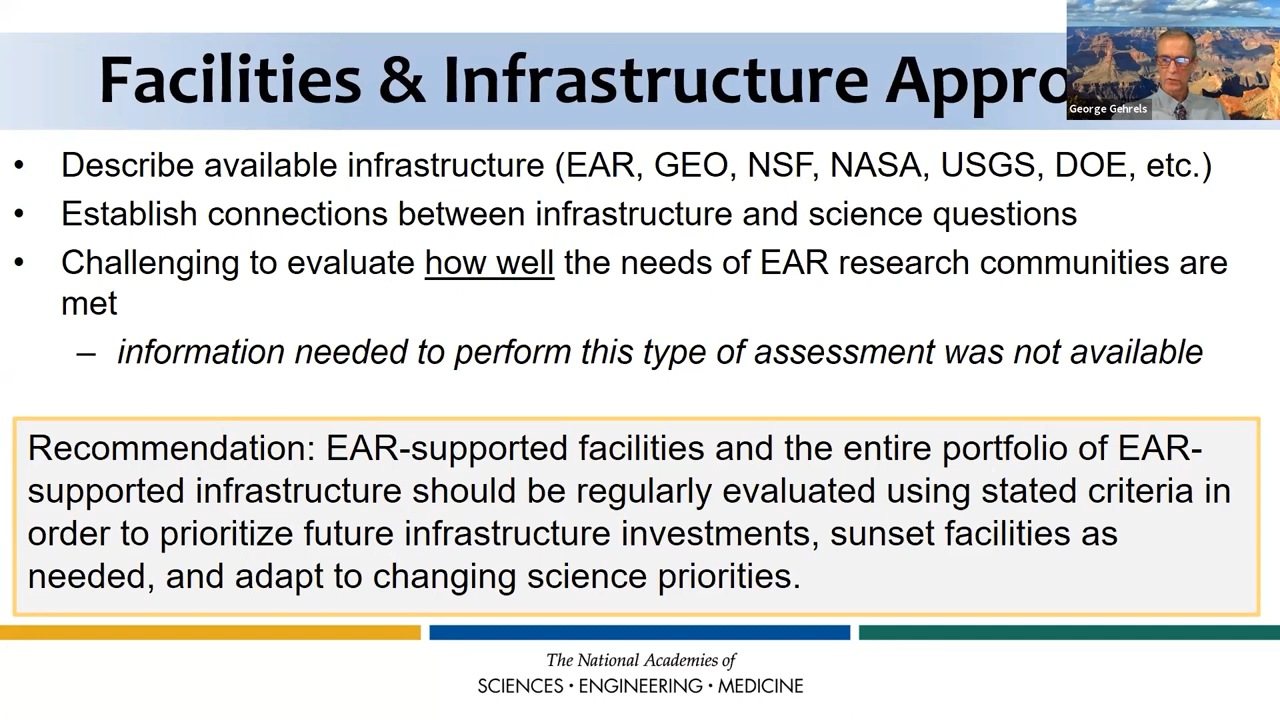 Facilities & Infrastructure Appro
George Gehrels
• Describe available infrastructure (EAR, GEO, NSF, NASA, USGS, DOE, etc.)
• Establish connections between infrastructure and science questions
• Challenging to evaluate how well the needs of EAR research communities are
met
– information needed to perform this type of assessment was not available
Recommendation: EAR-supported facilities and the entire portfolio of EAR-
supported infrastructure should be regularly evaluated using stated criteria in
order to prioritize future infrastructure investments, sunset facilities as
needed, and adapt to changing science priorities.
The National Academies of
SCIENCES · ENGINEERING · MEDICINE